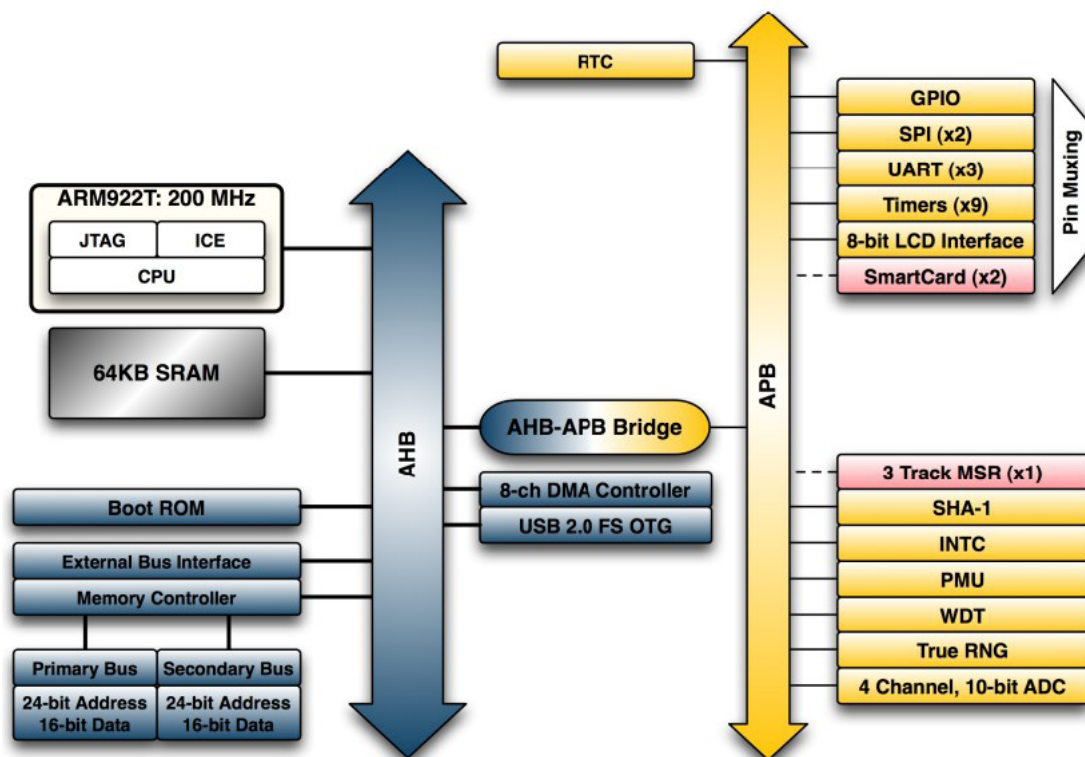 RTC
GPIO
SPI (x2)
UART (x3)
Timers (x9)
8-bit LCD Interface
SmartCard (x2)
Pin Muxing
ARM922T: 200 MHz
JTAG
ICE
CPU
64KB SRAM
AHB
AHB-APB Bridge
APB
8-ch DMA Controller
USB 2.0 FS OTG
Boot ROM
External Bus Interface
Memory Controller
Primary Bus
Secondary Bus
24-bit Address
16-bit Data
24-bit Address
16-bit Data
3 Track MSR (x1)
SHA-1
INTC
PMU
WDT
True RNG
4 Channel, 10-bit ADC